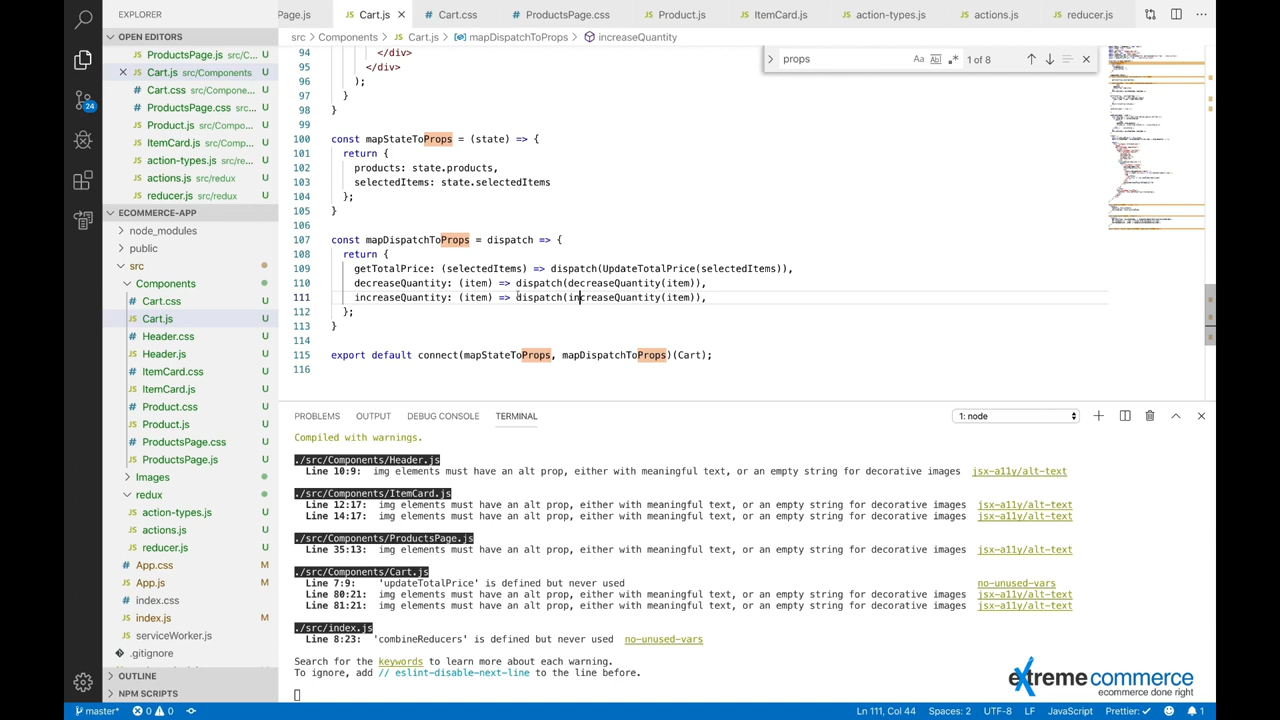 EXPLORER
OPEN EDITORS
ProductsPage.js src/C...
Cart.js src/Components
Cart.css src/Compone...
ProductsPage.css src/...
Product.js src/Compo...
ItemCard.js src/Comp...
action-types.js src/re...
actions.js src/redux
reducer.js src/redux
ECOMMERCE-APP
node_modules
public
src
Components
Cart.css U
Cart.js U
Header.css U
Header.js U
ItemCard.css U
ItemCard.js U
Product.css U
Product.js U
ProductsPage.css U
ProductsPage.js U
Images
redux
action-types.js U
actions.js U
reducer.js U
App.css M
App.js M
index.css
index.js M
serviceWorker.js
.gitignore
OUTLINE
NPM SCRIPTS
24
Page.js Cart.js Cart.css ProductsPage.css Product.js ItemCard.js action-types.js actions.js reducer.js
src > Components > Cart.js > mapDispatchToProps > increaseQuantity
props Aa Abl .* 1 of 8
94 </div>
95 </div>
96 );
97
98 }
99
100 const mapStateToProps = (state) => {
101 return {
102 products: state.products,
103 selectedItems: state.selectedItems
104 };
105 }
106
107 const mapDispatchToProps = dispatch => {
108 return {
109 getTotalPrice: (selectedItems) => dispatch(UpdateTotalPrice(selectedItems)),
110 decreaseQuantity: (item) => dispatch(decreaseQuantity(item)),
111 increaseQuantity: (item) => dispatch(increaseQuantity(item)),
112 };
113 }
114
115 export default connect(mapStateToProps, mapDispatchToProps)(Cart);
116
PROBLEMS OUTPUT DEBUG CONSOLE TERMINAL 1: node
Compiled with warnings.
./src/Components/Header.js
Line 10:9: img elements must have an alt prop, either with meaningful text, or an empty string for decorative images jsx-a11y/alt-text
./src/Components/ItemCard.js
Line 12:17: img elements must have an alt prop, either with meaningful text, or an empty string for decorative images jsx-a11y/alt-text
Line 14:17: img elements must have an alt prop, either with meaningful text, or an empty string for decorative images jsx-a11y/alt-text
./src/Components/ProductsPage.js
Line 35:13: img elements must have an alt prop, either with meaningful text, or an empty string for decorative images jsx-a11y/alt-text
./src/Components/Cart.js
Line 7:9: 'updateTotalPrice' is defined but never used no-unused-vars
Line 80:21: img elements must have an alt prop, either with meaningful text, or an empty string for decorative images jsx-a11y/alt-text
Line 81:21: img elements must have an alt prop, either with meaningful text, or an empty string for decorative images jsx-a11y/alt-text
./src/index.js
Line 8:23: 'combineReducers' is defined but never used no-unused-vars
Search for the keywords to learn more about each warning.
To ignore, add // eslint-disable-next-line to the line before.
extreme commerce
ecommerce done right
master* 0 0 Ln 111, Col 44 Spaces: 2 UTF-8 LF JavaScript Prettier: ✓ 1